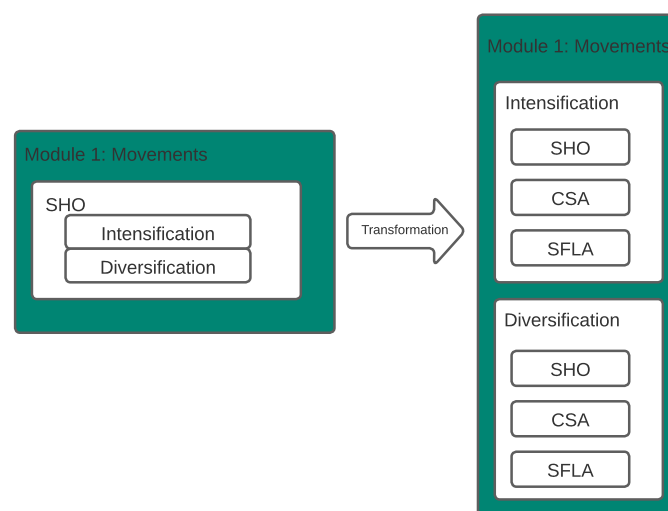 Module 1: Movements
SHO
Intensification
Diversification
Transformation
Module 1: Movements
Intensification
SHO
CSA
SFLA
Diversification
SHO
CSA
SFLA